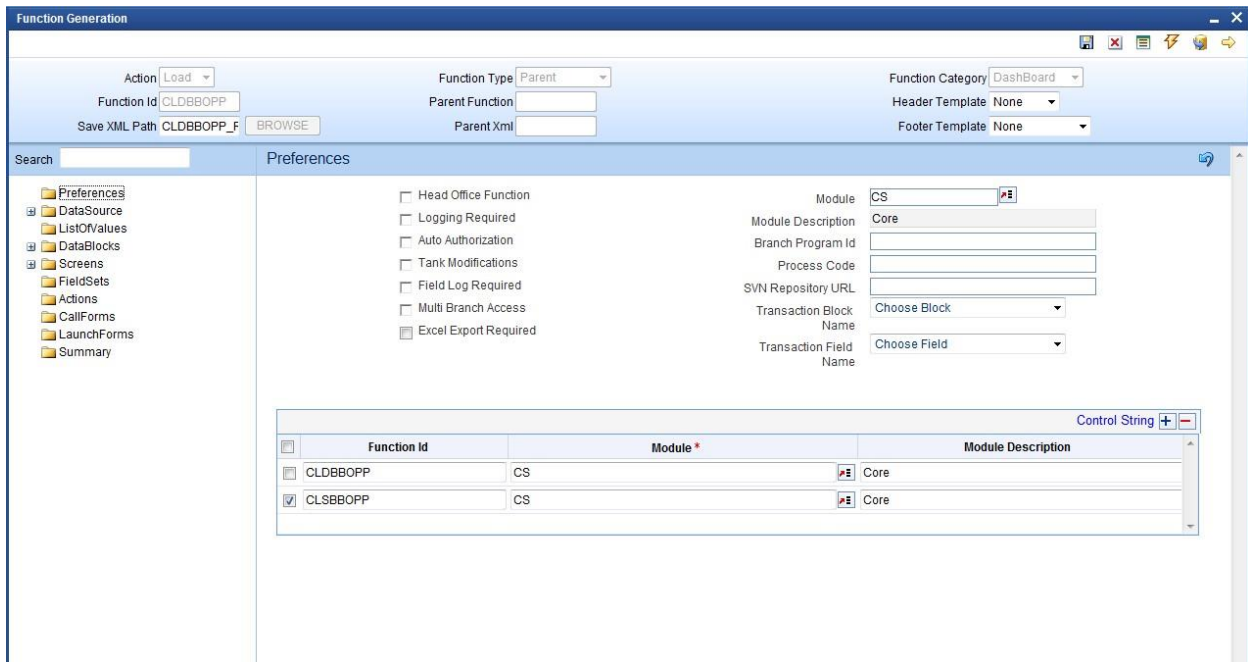 Function Generation
Action Load Function Type Parent Function Category DashBoard
Function Id CLDBBOPP Parent Function Header Template None
Save XML Path CLDBBOPP_F BROWSE Parent Xml Footer Template None
Search Preferences
Preferences
DataSource
ListOfValues
DataBlocks
Screens
FieldSets
Actions
CallForms
LaunchForms
Summary
Head Office Function
Logging Required
Auto Authorization
Tank Modifications
Field Log Required
Multi Branch Access
Excel Export Required
Module CS
Module Description Core
Branch Program Id
Process Code
SVN Repository URL
Transaction Block Name Choose Block
Transaction Field Name Choose Field
Control String
Function Id Module * Module Description
CLDBBOPP CS Core
CLSBBOPP CS Core